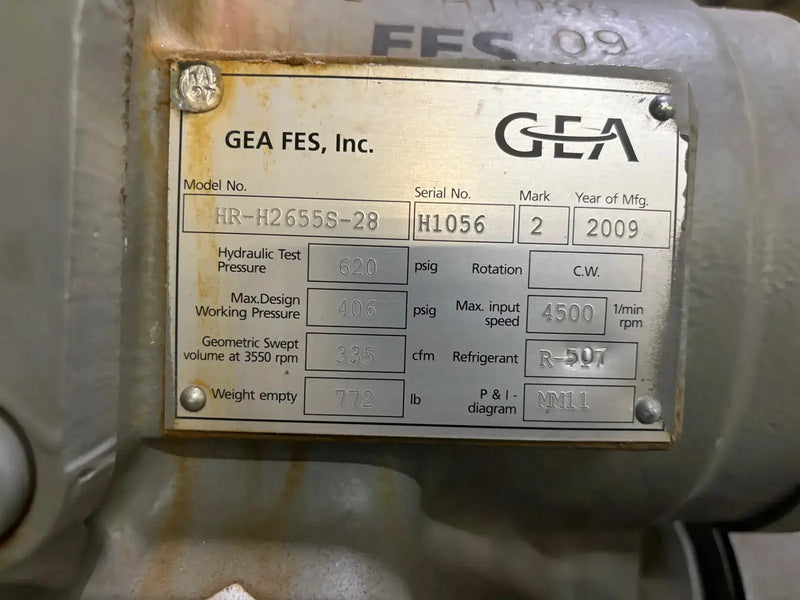 H1056
FES 09
GEA FES, Inc.
GEA
Model No.
HR-H2655S-28
Serial No.
H1056
Mark
2
Year of Mfg.
2009
Hydraulic Test
Pressure
620
psig
Rotation
C.W.
Max.Design
Working Pressure
406
psig
Max. input
speed
4500
1/min
rpm
Geometric Swept
volume at 3550 rpm
335
cfm
Refrigerant
Weight empty
772
lb
P & I -
diagram
MM11